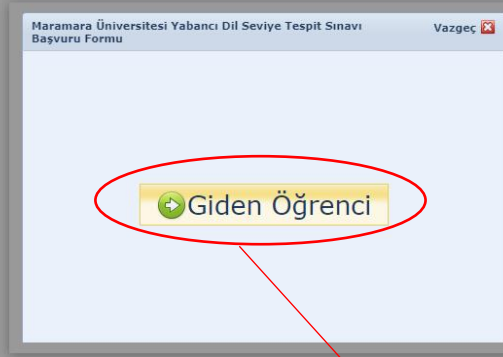 Maramara Üniversitesi Yabancı Dil Seviye Tespit Sınavı
Başvuru Formu
Vazgeç
Giden Öğrenci